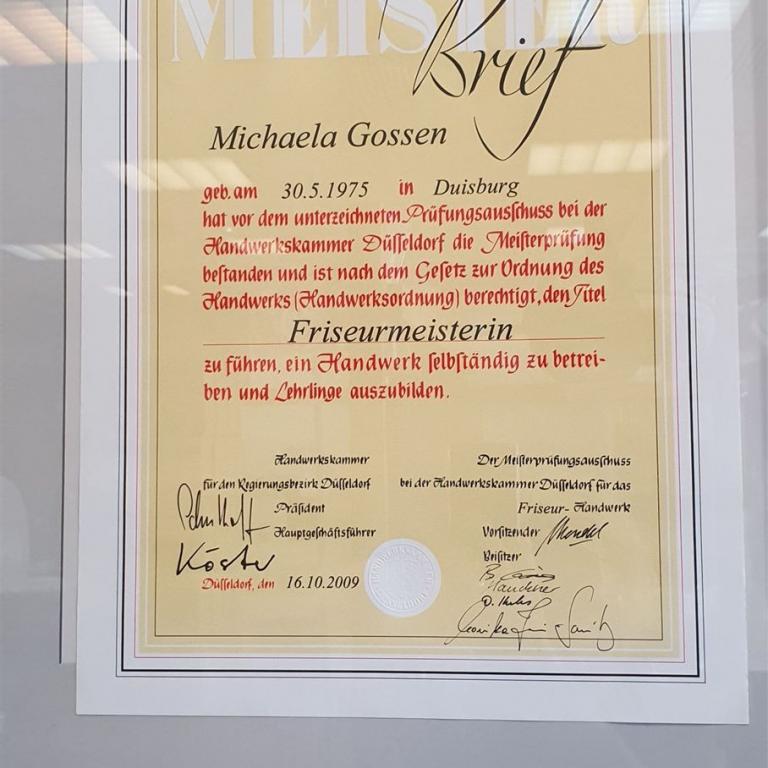 MEISTER
Brief
Michaela Gossen
geb. am 30.5.1975 in Duisburg
hat vor dem unterzeichneten Prüfungsausſchuss bei der
Handwerkskammer Düſſeldorf die Meiſterprüfung
beſtanden und iſt nach dem Geſetz zur Ordnung des
Handwerks (Handwerksordnung) berechtigt, den Titel
Friseurmeisterin
zu führen, ein Handwerk ſelbſtändig zu betrei-
ben und Lehrlinge auszubilden.
Handwerkskammer
für den Regierungsbezirk Düſſeldorf
Präſident
Hauptgeſchäftsführer
Köster
Düſſeldorf, den 16.10.2009
Der Meiſterprüfungsausſchuss
bei der Handwerkskammer Düſſeldorf für das
Friseur- Handwerk
Vorſitzender
Beiſitzer